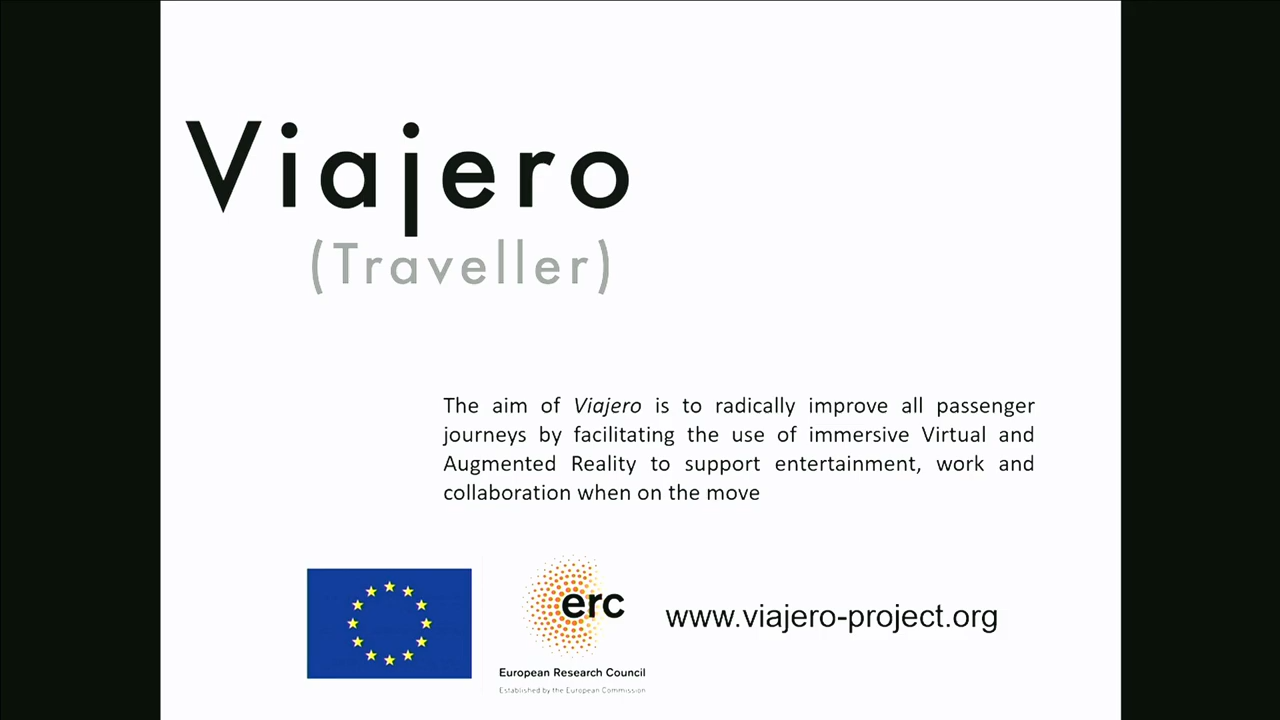 Viajero
(Traveller)
The aim of Viajero is to radically improve all passenger
journeys by facilitating the use of immersive Virtual and
Augmented Reality to support entertainment, work and
collaboration when on the move
erc
www.viajero-project.org
European Research Council
Established by the European Commission